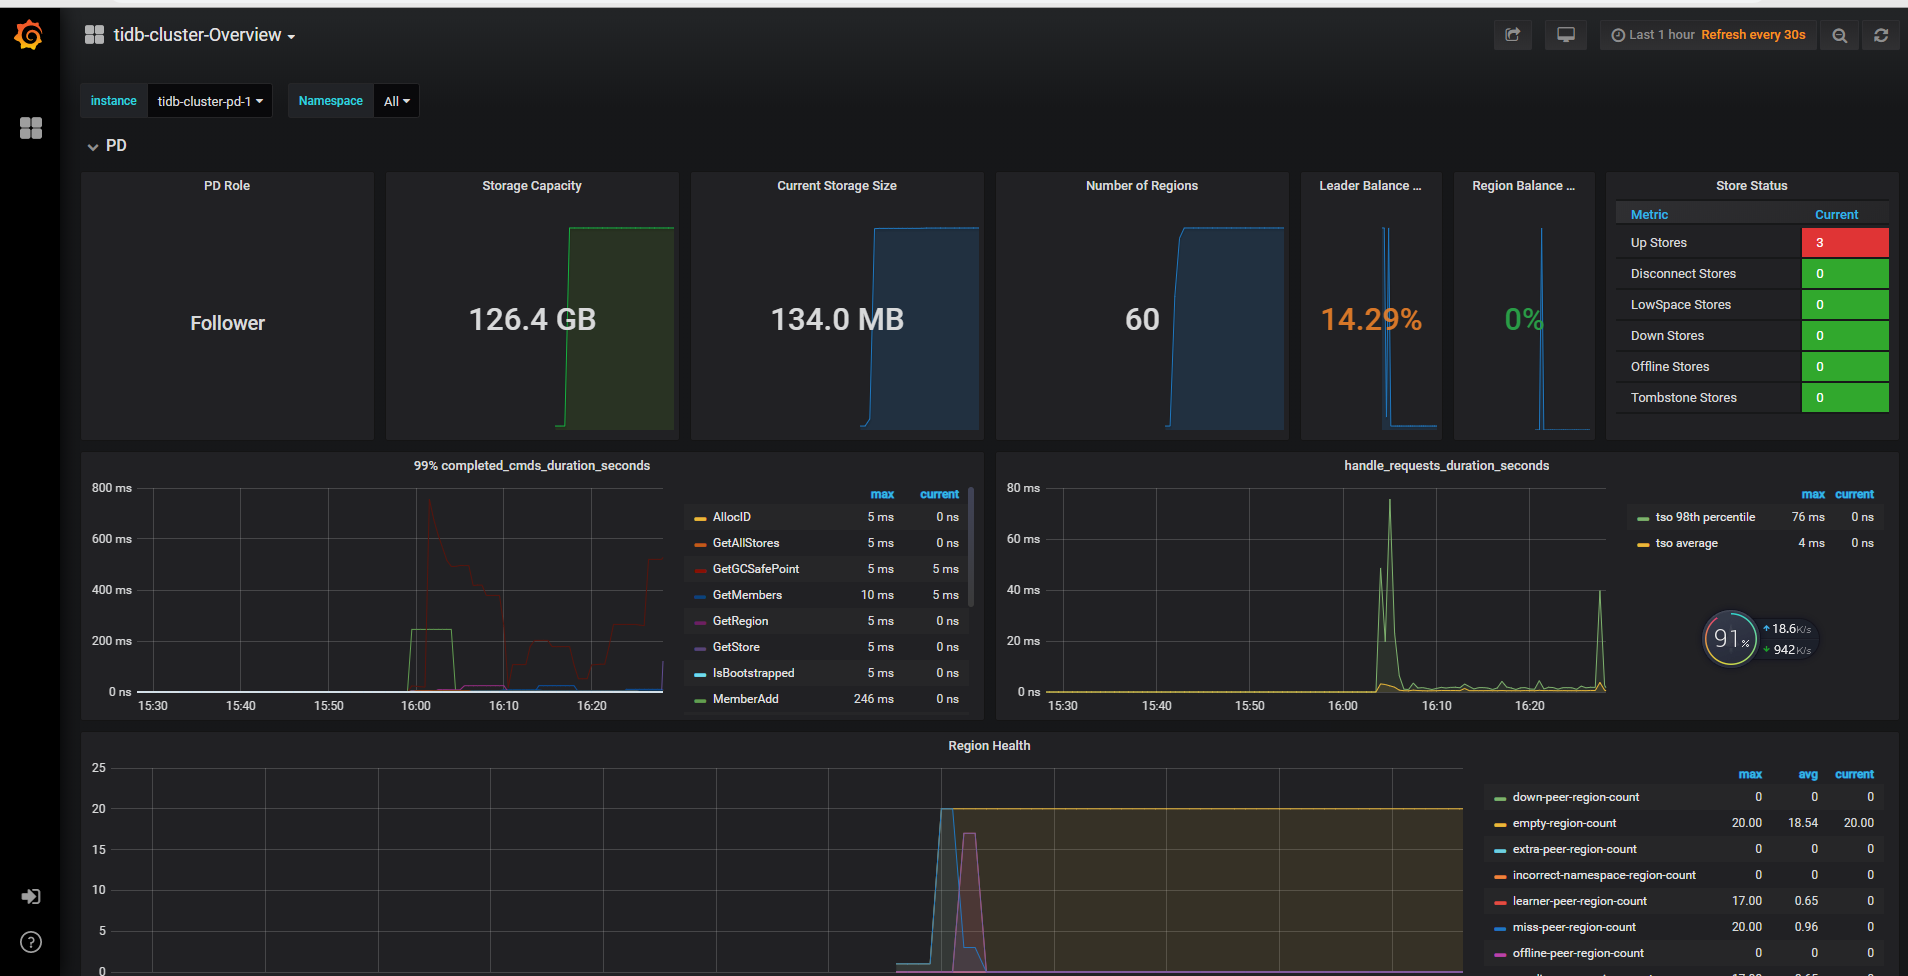 tidb-cluster-Overview
Last 1 hour Refresh every 30s
instance tidb-cluster-pd-1 Namespace All
PD
PD Role
Follower
Storage Capacity
126.4 GB
Current Storage Size
134.0 MB
Number of Regions
60
Leader Balance ...
14.29%
Region Balance ...
0%
Store Status
Metric Current
Up Stores 3
Disconnect Stores 0
LowSpace Stores 0
Down Stores 0
Offline Stores 0
Tombstone Stores 0
99% completed_cmds_duration_seconds
800 ms
600 ms
400 ms
200 ms
0 ns
15:30 15:40 15:50 16:00 16:10 16:20
max current
AllocID 5 ms 0 ns
GetAllStores 5 ms 0 ns
GetGCSafePoint 5 ms 5 ms
GetMembers 10 ms 5 ms
GetRegion 5 ms 0 ns
GetStore 5 ms 0 ns
IsBootstrapped 5 ms 0 ns
MemberAdd 246 ms 0 ns
handle_requests_duration_seconds
80 ms
60 ms
40 ms
20 ms
0 ns
15:30 15:40 15:50 16:00 16:10 16:20
max current
tso 98th percentile 76 ms 0 ns
tso average 4 ms 0 ns
91%
18.6K/s
942K/s
Region Health
25
20
15
10
5
0
max avg current
down-peer-region-count 0 0 0
empty-region-count 20.00 18.54 20.00
extra-peer-region-count 0 0 0
incorrect-namespace-region-count 0 0 0
learner-peer-region-count 17.00 0.65 0
miss-peer-region-count 20.00 0.96 0
offline-peer-region-count 0 0 0